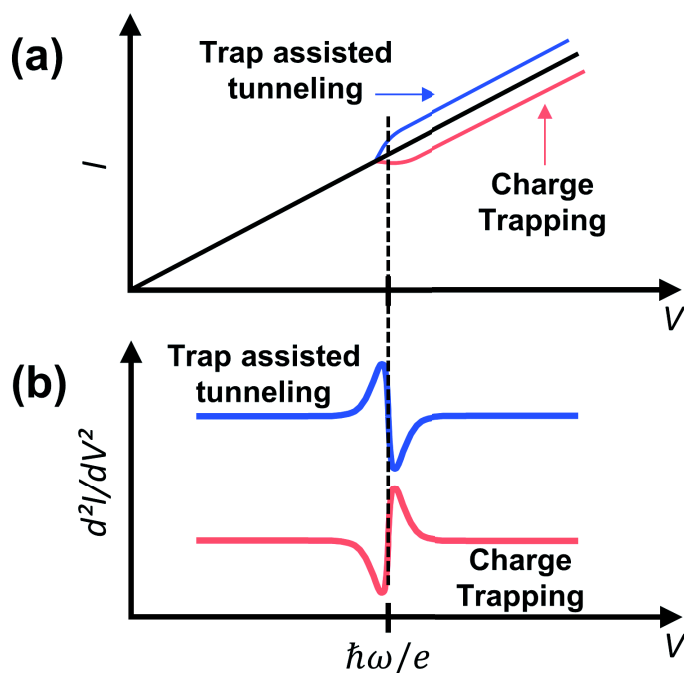 (a)
Trap assisted
tunneling
I
Charge
Trapping
V
(b)
Trap assisted
tunneling
d²I/dV²
Charge
Trapping
V
ħω/e